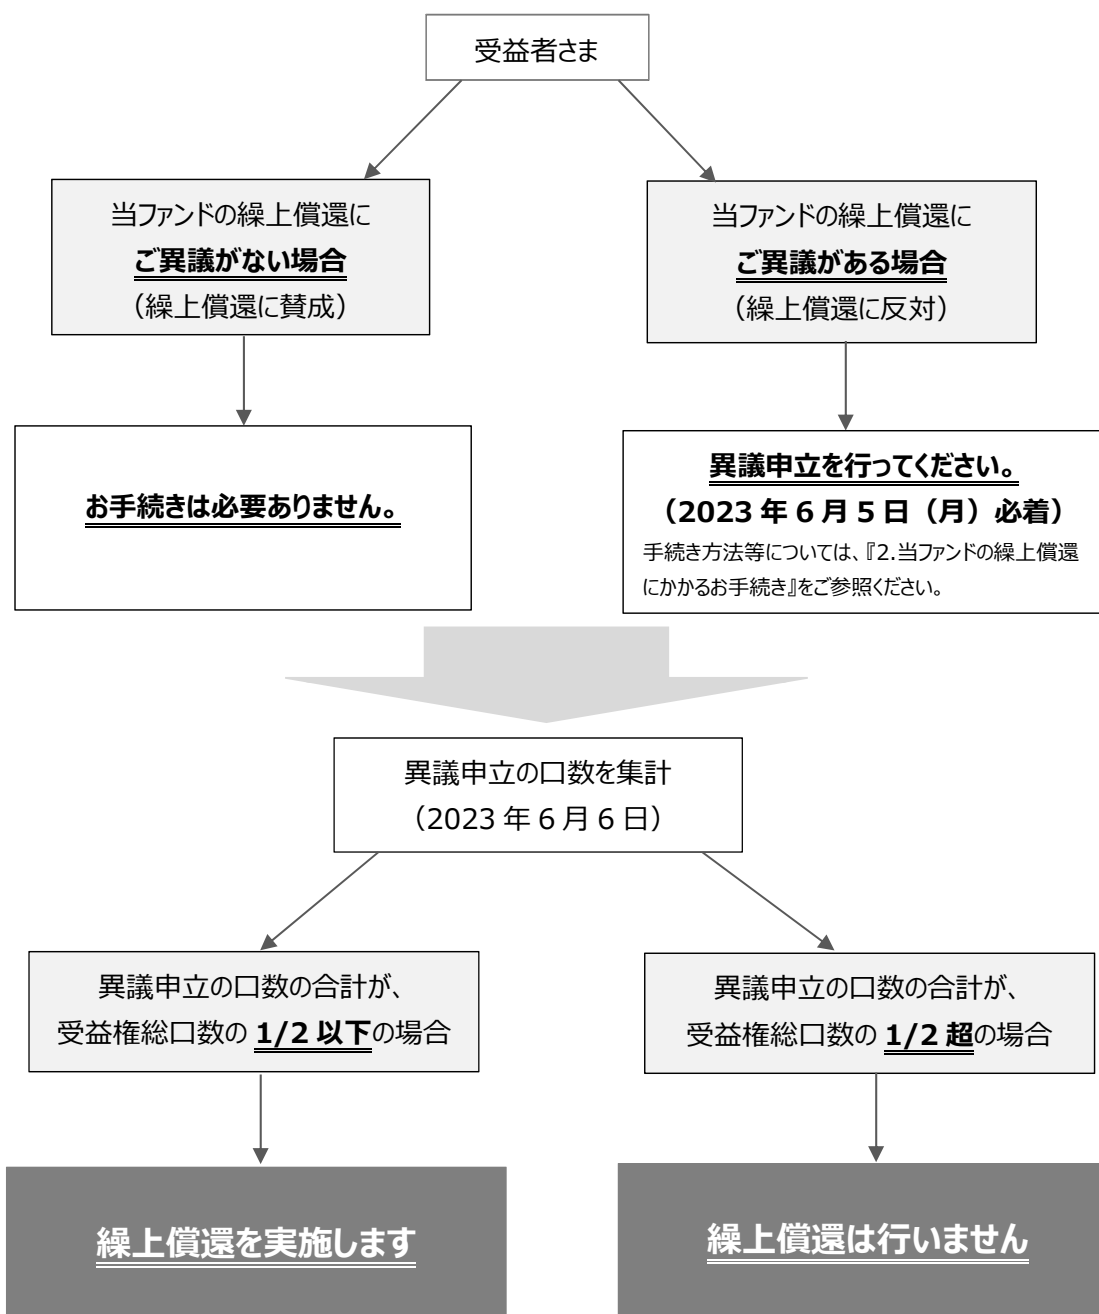 受益者さま
当ファンドの繰上償還に
ご異議がない場合
（繰上償還に賛成）
当ファンドの繰上償還に
ご異議がある場合
（繰上償還に反対）
お手続きは必要ありません。
異議申立を行ってください。
（2023 年 6 月 5 日（月）必着）
手続き方法等については、『2.当ファンドの繰上償還
にかかるお手続き』をご参照ください。
異議申立の口数を集計
（2023 年 6 月 6 日）
異議申立の口数の合計が、
受益権総口数の 1/2 以下の場合
異議申立の口数の合計が、
受益権総口数の 1/2 超の場合
繰上償還を実施します
繰上償還は行いません